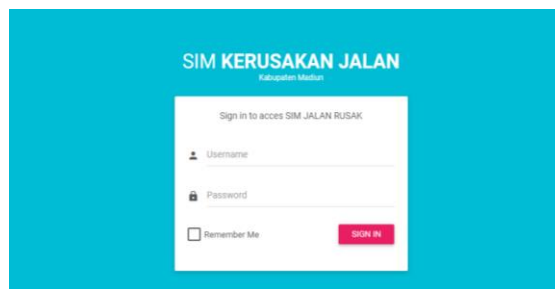 SIM KERUSAKAN JALAN
Kabupaten Madiun
Sign in to acces SIM JALAN RUSAK
Username
Password
Remember Me
SIGN IN